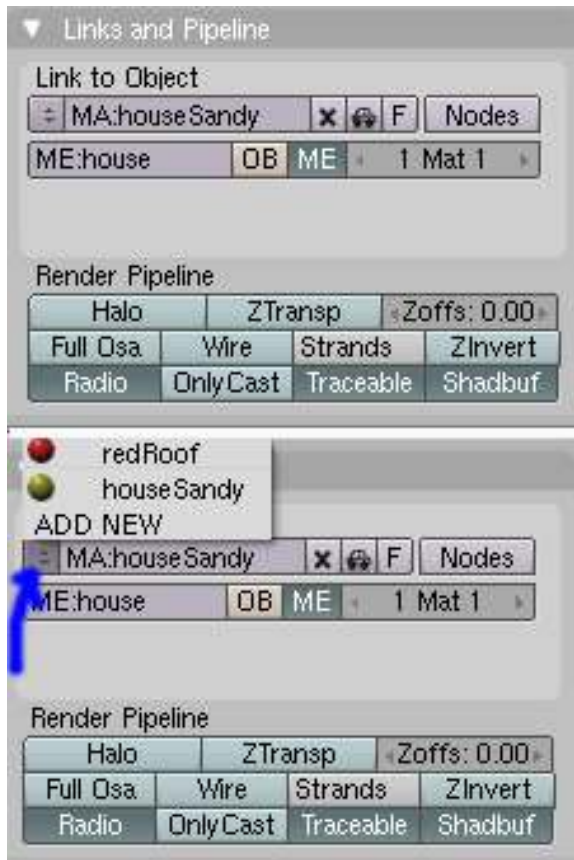 Links and Pipeline
Link to Object
MA:houseSandy F Nodes
ME:house OB ME 1 Mat 1
Render Pipeline
Halo ZTransp Zoffs: 0.00
Full Osa Wire Strands ZInvert
Radio OnlyCast Traceable Shadbuf
redRoof
houseSandy
ADD NEW
MA:houseSandy F Nodes
ME:house OB ME 1 Mat 1
Render Pipeline
Halo ZTransp Zoffs: 0.00
Full Osa Wire Strands ZInvert
Radio OnlyCast Traceable Shadbuf